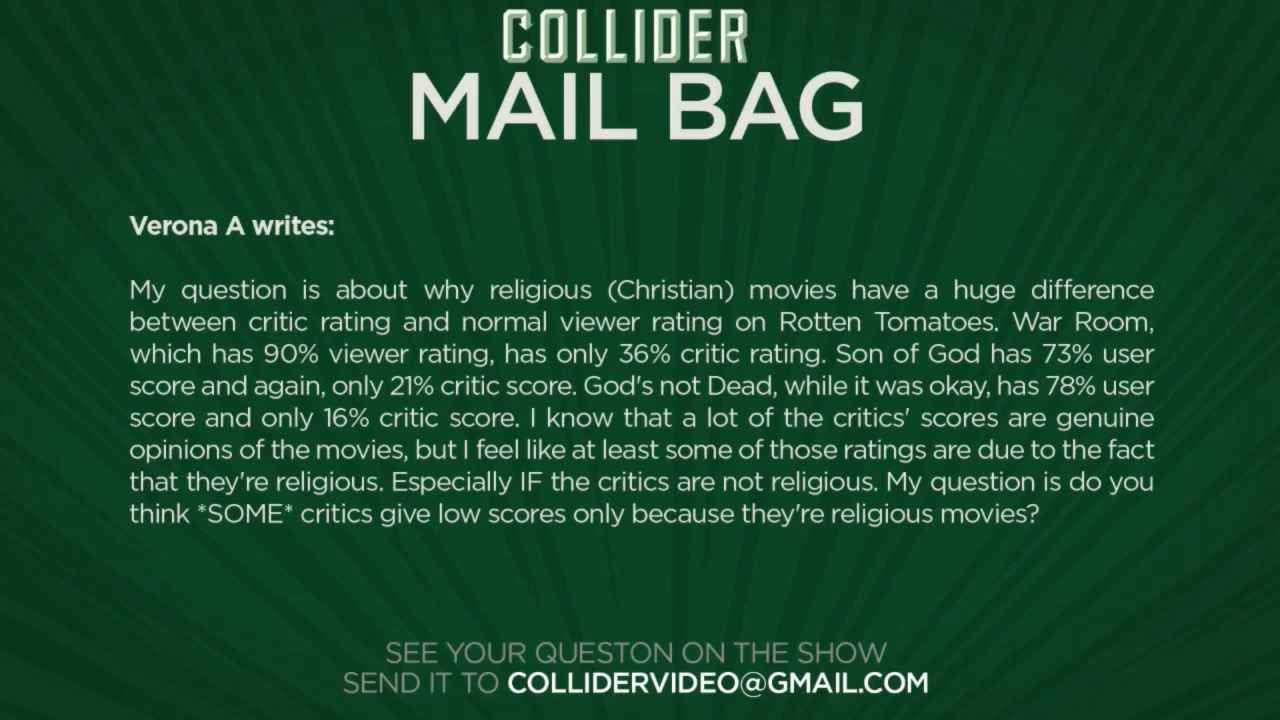 COLLIDER
MAIL BAG
Verona A writes:
My question is about why religious (Christian) movies have a huge difference
between critic rating and normal viewer rating on Rotten Tomatoes. War Room,
which has 90% viewer rating, has only 36% critic rating. Son of God has 73% user
score and again, only 21% critic score. God's not Dead, while it was okay, has 78% user
score and only 16% critic score. I know that a lot of the critics' scores are genuine
opinions of the movies, but I feel like at least some of those ratings are due to the fact
that they're religious. Especially IF the critics are not religious. My question is do you
think *SOME* critics give low scores only because they're religious movies?
SEE YOUR QUESTON ON THE SHOW
SEND IT TO COLLIDERVIDEO@GMAIL.COM